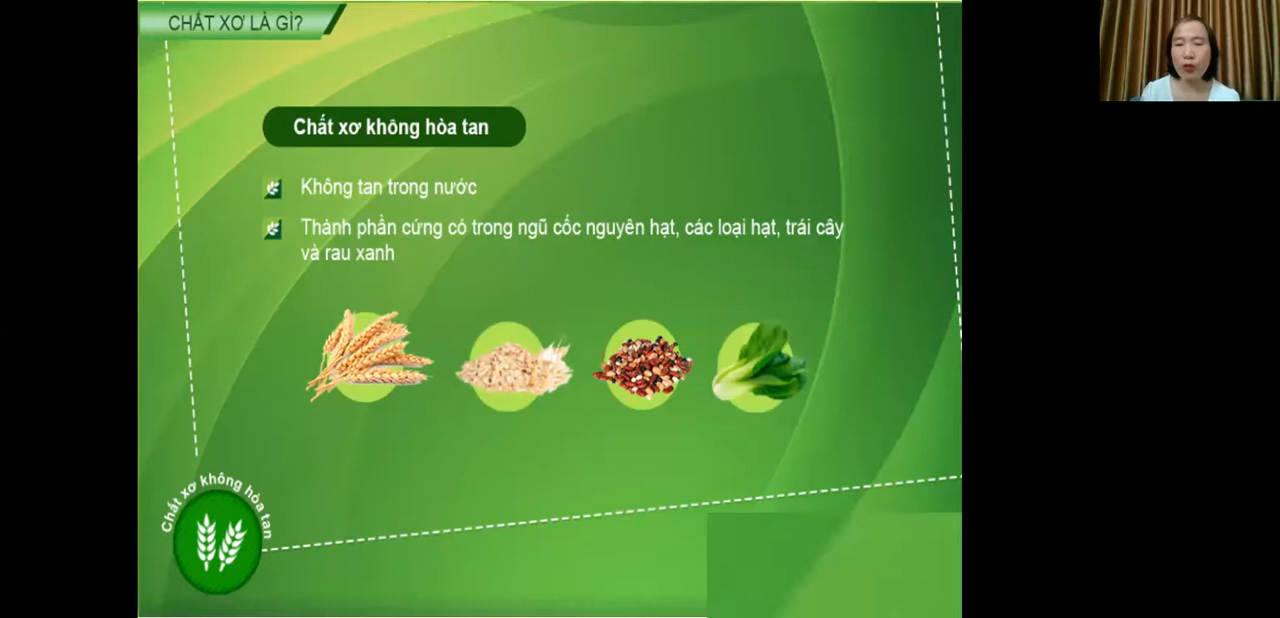 CHẤT XƠ LÀ GÌ?
Chất xơ không hòa tan
Không tan trong nước
Thành phần cứng có trong ngũ cốc nguyên hạt, các loại hạt, trái cây
và rau xanh
Chất xơ không hòa tan